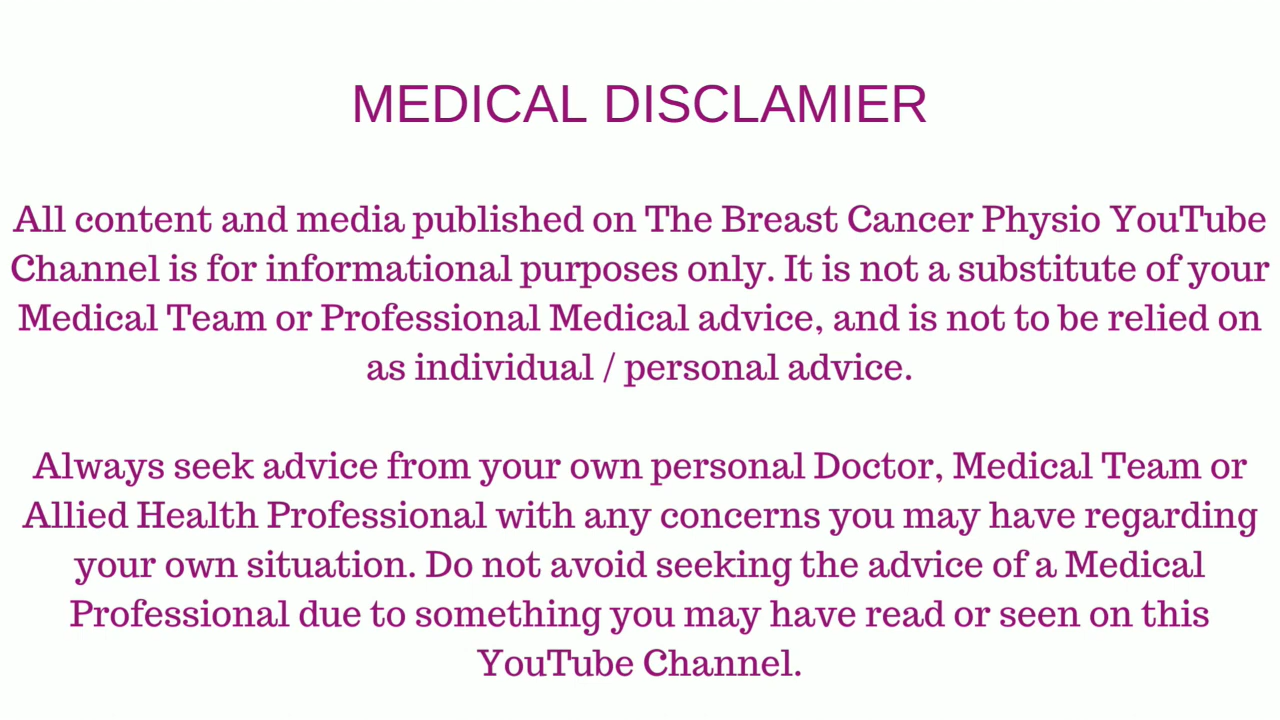 MEDICAL DISCLAMIER
All content and media published on The Breast Cancer Physio YouTube
Channel is for informational purposes only. It is not a substitute of your
Medical Team or Professional Medical advice, and is not to be relied on
as individual / personal advice.
Always seek advice from your own personal Doctor, Medical Team or
Allied Health Professional with any concerns you may have regarding
your own situation. Do not avoid seeking the advice of a Medical
Professional due to something you may have read or seen on this
YouTube Channel.